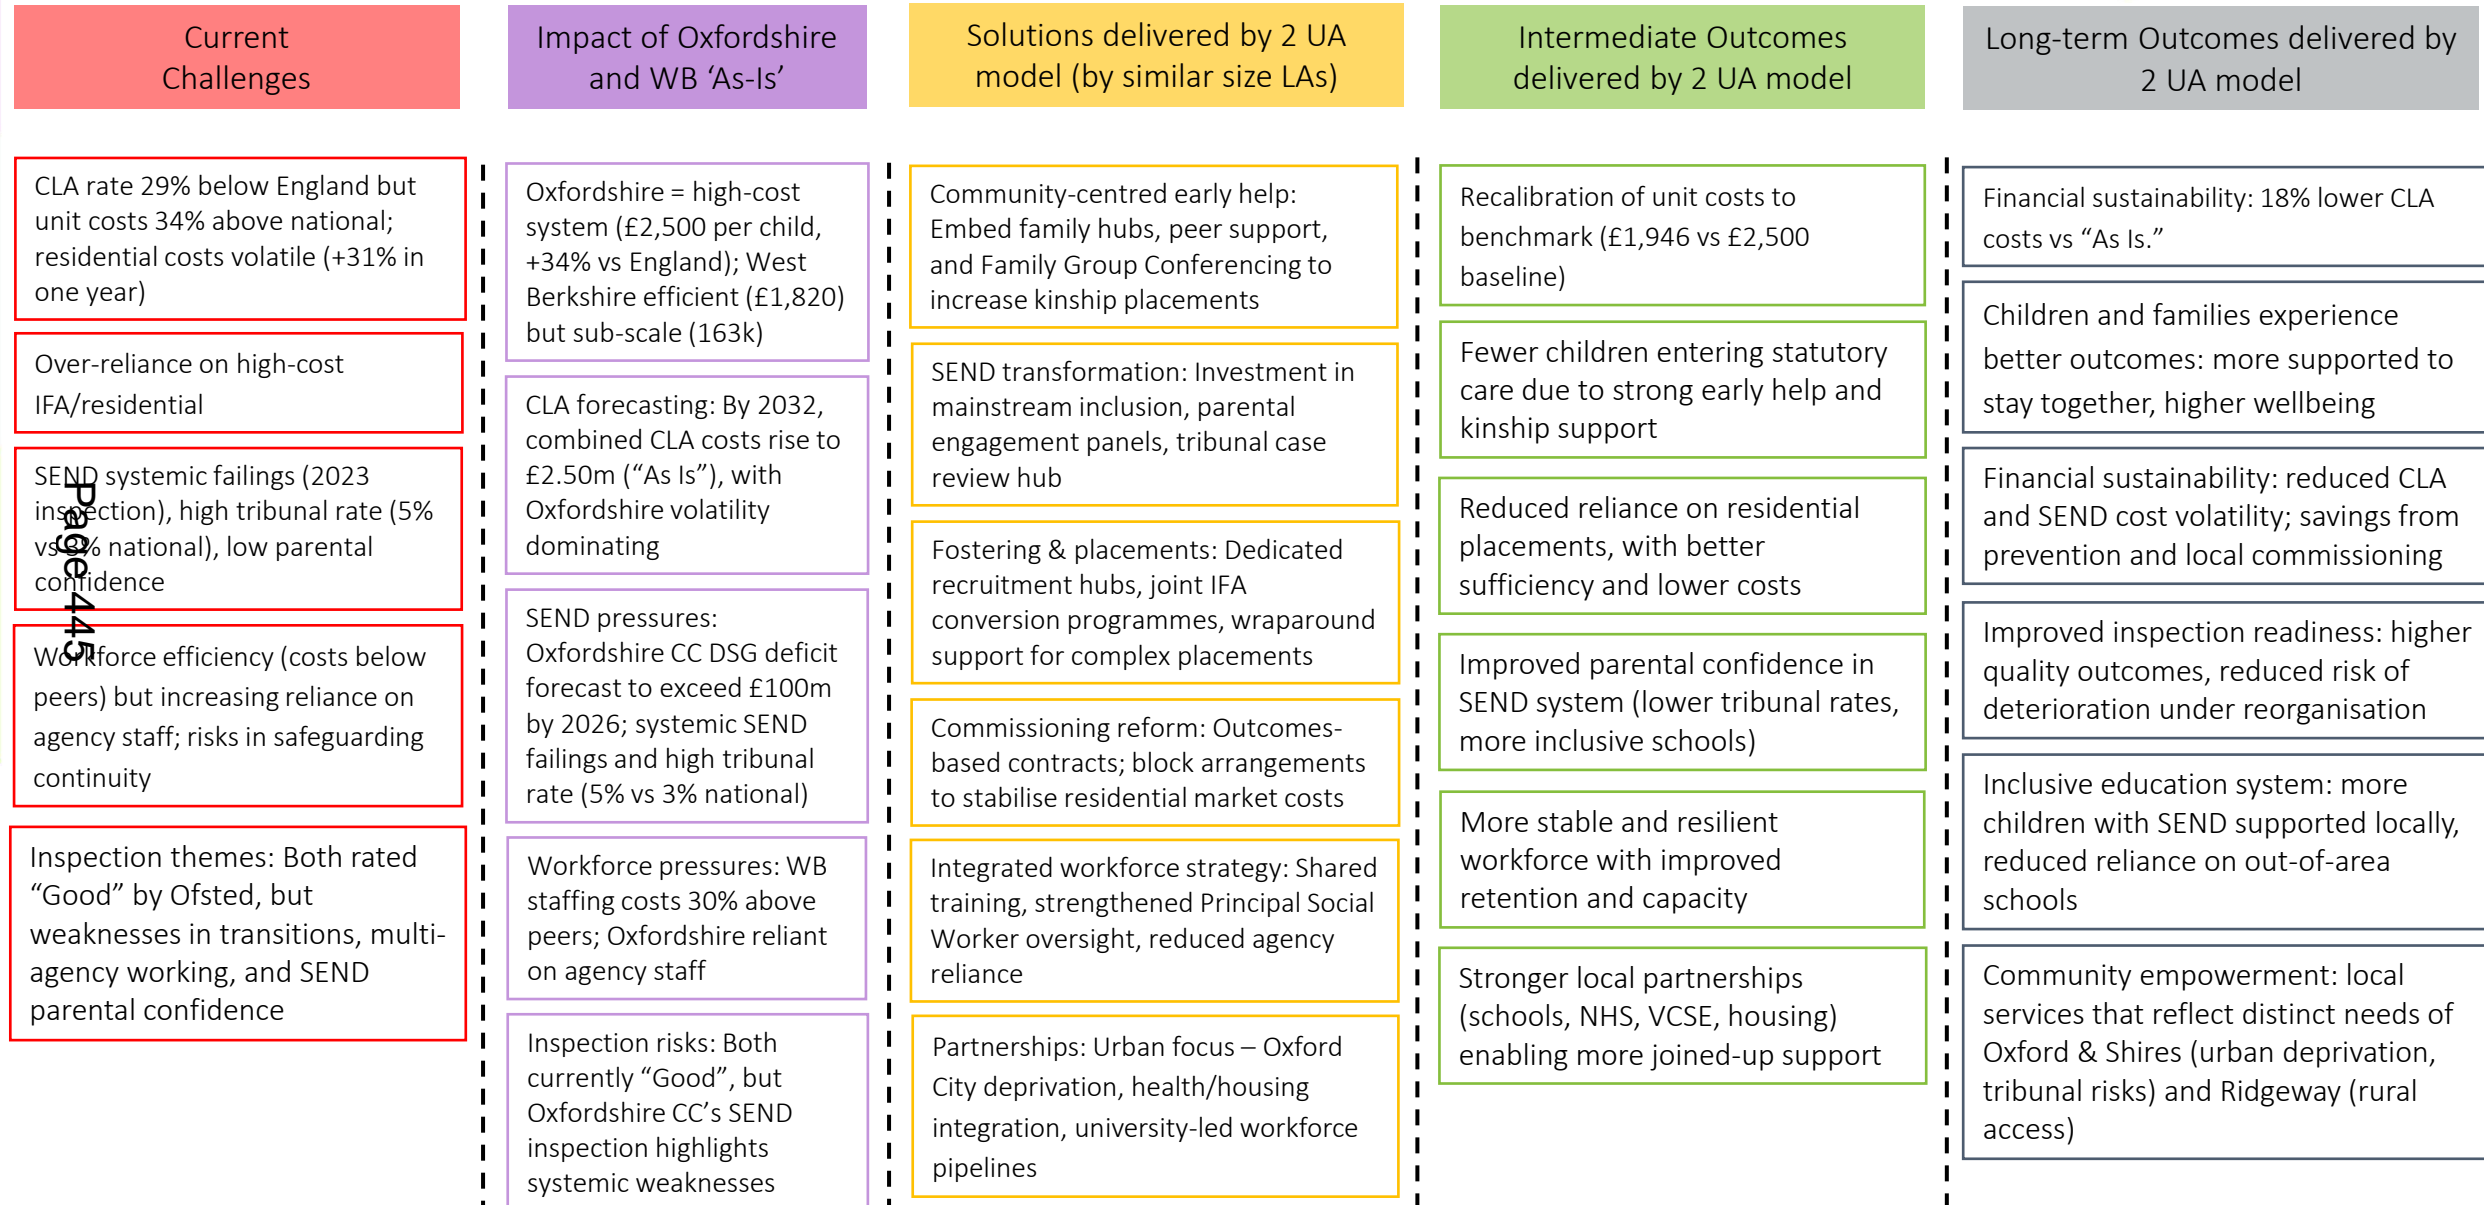 Current
Challenges
CLA rate 29% below England but
unit costs 34% above national;
residential costs volatile (+31% in
one year)
Over-reliance on high-cost
IFA/residential
SEND systemic failings (2023
inspection), high tribunal rate (5%
vs 3% national), low parental
confidence
Workforce efficiency (costs below
peers) but increasing reliance on
agency staff; risks in safeguarding
continuity
Inspection themes: Both rated
“Good” by Ofsted, but
weaknesses in transitions, multi-
agency working, and SEND
parental confidence
Page 445
Impact of Oxfordshire
and WB ‘As-Is’
Oxfordshire = high-cost
system (£2,500 per child,
+34% vs England); West
Berkshire efficient (£1,820)
but sub-scale (163k)
CLA forecasting: By 2032,
combined CLA costs rise to
£2.50m (“As Is”), with
Oxfordshire volatility
dominating
SEND pressures:
Oxfordshire CC DSG deficit
forecast to exceed £100m
by 2026; systemic SEND
failings and high tribunal
rate (5% vs 3% national)
Workforce pressures: WB
staffing costs 30% above
peers; Oxfordshire reliant
on agency staff
Inspection risks: Both
currently “Good”, but
Oxfordshire CC’s SEND
inspection highlights
systemic weaknesses
Solutions delivered by 2 UA
model (by similar size LAs)
Community-centred early help:
Embed family hubs, peer support,
and Family Group Conferencing to
increase kinship placements
SEND transformation: Investment in
mainstream inclusion, parental
engagement panels, tribunal case
review hub
Fostering & placements: Dedicated
recruitment hubs, joint IFA
conversion programmes, wraparound
support for complex placements
Commissioning reform: Outcomes-
based contracts; block arrangements
to stabilise residential market costs
Integrated workforce strategy: Shared
training, strengthened Principal Social
Worker oversight, reduced agency
reliance
Partnerships: Urban focus – Oxford
City deprivation, health/housing
integration, university-led workforce
pipelines
Intermediate Outcomes
delivered by 2 UA model
Recalibration of unit costs to
benchmark (£1,946 vs £2,500
baseline)
Fewer children entering statutory
care due to strong early help and
kinship support
Reduced reliance on residential
placements, with better
sufficiency and lower costs
Improved parental confidence in
SEND system (lower tribunal rates,
more inclusive schools)
More stable and resilient
workforce with improved
retention and capacity
Stronger local partnerships
(schools, NHS, VCSE, housing)
enabling more joined-up support
Long-term Outcomes delivered by
2 UA model
Financial sustainability: 18% lower CLA
costs vs “As Is.”
Children and families experience
better outcomes: more supported to
stay together, higher wellbeing
Financial sustainability: reduced CLA
and SEND cost volatility; savings from
prevention and local commissioning
Improved inspection readiness: higher
quality outcomes, reduced risk of
deterioration under reorganisation
Inclusive education system: more
children with SEND supported locally,
reduced reliance on out-of-area
schools
Community empowerment: local
services that reflect distinct needs of
Oxford & Shires (urban deprivation,
tribunal risks) and Ridgeway (rural
access)